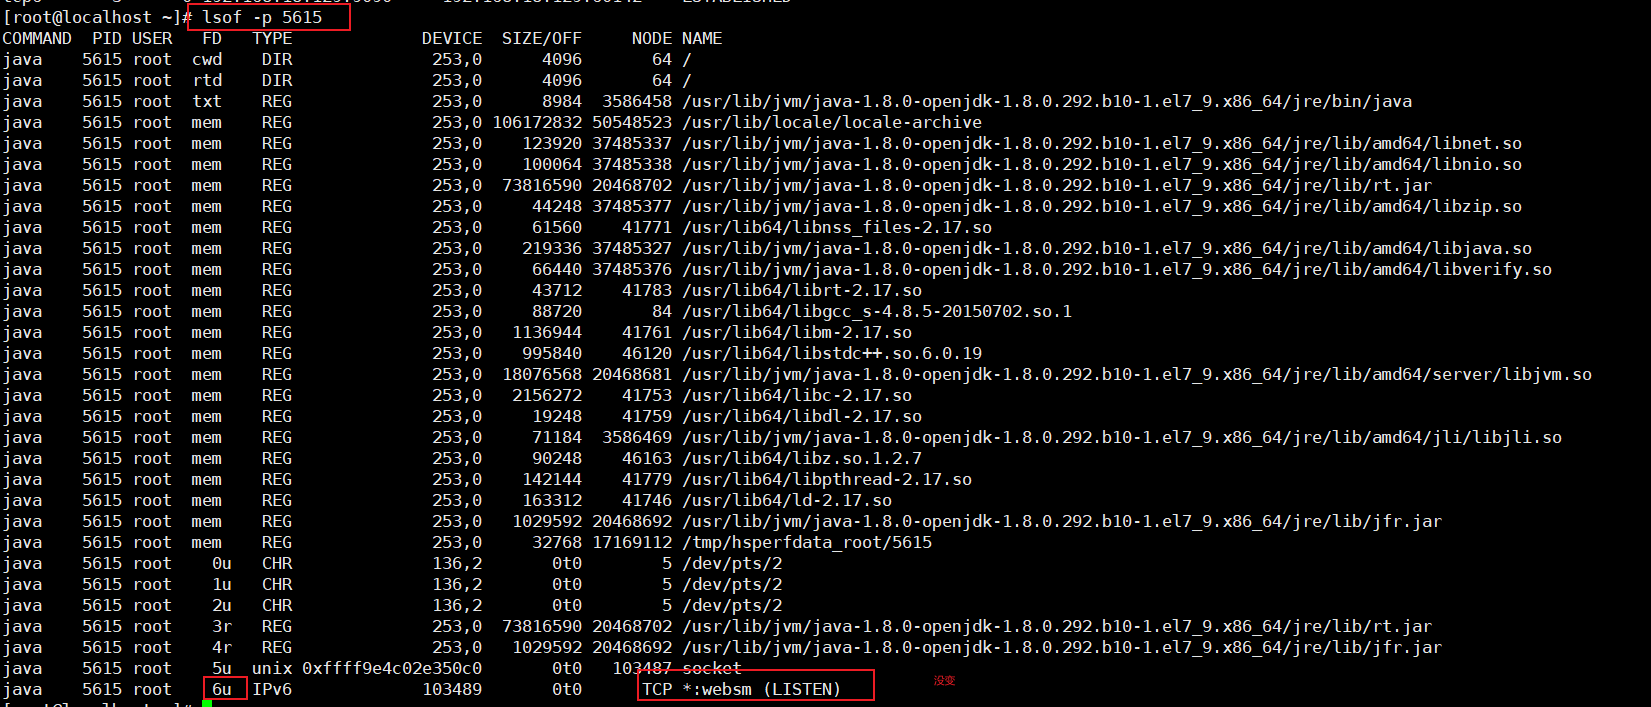 [root@localhost ~]# lsof -p 5615
COMMAND  PID USER   FD   TYPE             DEVICE  SIZE/OFF     NODE NAME
java    5615 root  cwd    DIR              253,0      4096       64 /
java    5615 root  rtd    DIR              253,0      4096       64 /
java    5615 root  txt    REG              253,0      8984  3586458 /usr/lib/jvm/java-1.8.0-openjdk-1.8.0.292.b10-1.el7_9.x86_64/jre/bin/java
java    5615 root  mem    REG              253,0 106172832 50548523 /usr/lib/locale/locale-archive
java    5615 root  mem    REG              253,0    123920 37485337 /usr/lib/jvm/java-1.8.0-openjdk-1.8.0.292.b10-1.el7_9.x86_64/jre/lib/amd64/libnet.so
java    5615 root  mem    REG              253,0    100064 37485338 /usr/lib/jvm/java-1.8.0-openjdk-1.8.0.292.b10-1.el7_9.x86_64/jre/lib/amd64/libnio.so
java    5615 root  mem    REG              253,0  73816590 20468702 /usr/lib/jvm/java-1.8.0-openjdk-1.8.0.292.b10-1.el7_9.x86_64/jre/lib/rt.jar
java    5615 root  mem    REG              253,0     44248 37485377 /usr/lib/jvm/java-1.8.0-openjdk-1.8.0.292.b10-1.el7_9.x86_64/jre/lib/amd64/libzip.so
java    5615 root  mem    REG              253,0     61560    41771 /usr/lib64/libnss_files-2.17.so
java    5615 root  mem    REG              253,0    219336 37485327 /usr/lib/jvm/java-1.8.0-openjdk-1.8.0.292.b10-1.el7_9.x86_64/jre/lib/amd64/libjava.so
java    5615 root  mem    REG              253,0     66440 37485376 /usr/lib/jvm/java-1.8.0-openjdk-1.8.0.292.b10-1.el7_9.x86_64/jre/lib/amd64/libverify.so
java    5615 root  mem    REG              253,0     43712    41783 /usr/lib64/librt-2.17.so
java    5615 root  mem    REG              253,0     88720       84 /usr/lib64/libgcc_s-4.8.5-20150702.so.1
java    5615 root  mem    REG              253,0   1136944    41761 /usr/lib64/libm-2.17.so
java    5615 root  mem    REG              253,0    995840    46120 /usr/lib64/libstdc++.so.6.0.19
java    5615 root  mem    REG              253,0  18076568 20468681 /usr/lib/jvm/java-1.8.0-openjdk-1.8.0.292.b10-1.el7_9.x86_64/jre/lib/amd64/server/libjvm.so
java    5615 root  mem    REG              253,0   2156272    41753 /usr/lib64/libc-2.17.so
java    5615 root  mem    REG              253,0     19248    41759 /usr/lib64/libdl-2.17.so
java    5615 root  mem    REG              253,0     71184  3586469 /usr/lib/jvm/java-1.8.0-openjdk-1.8.0.292.b10-1.el7_9.x86_64/jre/lib/amd64/jli/libjli.so
java    5615 root  mem    REG              253,0     90248    46163 /usr/lib64/libz.so.1.2.7
java    5615 root  mem    REG              253,0    142144    41779 /usr/lib64/libpthread-2.17.so
java    5615 root  mem    REG              253,0    163312    41746 /usr/lib64/ld-2.17.so
java    5615 root  mem    REG              253,0   1029592 20468692 /usr/lib/jvm/java-1.8.0-openjdk-1.8.0.292.b10-1.el7_9.x86_64/jre/lib/jfr.jar
java    5615 root  mem    REG              253,0     32768 17169112 /tmp/hsperfdata_root/5615
java    5615 root    0u   CHR              136,2       0t0        5 /dev/pts/2
java    5615 root    1u   CHR              136,2       0t0        5 /dev/pts/2
java    5615 root    2u   CHR              136,2       0t0        5 /dev/pts/2
java    5615 root    3r   REG              253,0  73816590 20468702 /usr/lib/jvm/java-1.8.0-openjdk-1.8.0.292.b10-1.el7_9.x86_64/jre/lib/rt.jar
java    5615 root    4r   REG              253,0   1029592 20468692 /usr/lib/jvm/java-1.8.0-openjdk-1.8.0.292.b10-1.el7_9.x86_64/jre/lib/jfr.jar
java    5615 root    5u  unix 0xffff9e4c02e350c0       0t0   103487 socket
java    5615 root    6u  IPv6             103489       0t0      TCP *:websm (LISTEN) 没变